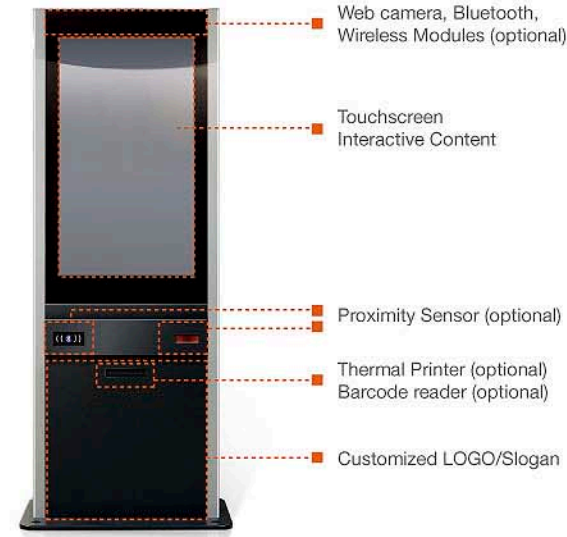 Web camera, Bluetooth,
Wireless Modules (optional)
Touchscreen
Interactive Content
Proximity Sensor (optional)
Thermal Printer (optional)
Barcode reader (optional)
Customized LOGO/Slogan